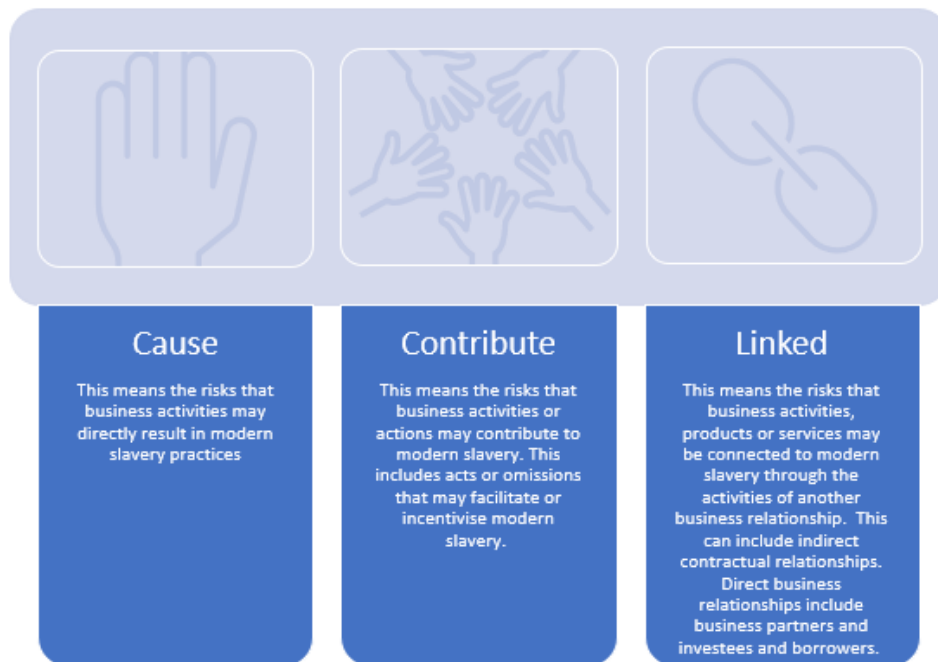 Cause
This means the risks that
business activities may
directly result in modern
slavery practices
Contribute
This means the risks that
business activities or
actions may contribute to
modern slavery. This
includes acts or omissions
that may facilitate or
incentivise modern
slavery.
Linked
This means the risks that
business activities,
products or services may
be connected to modern
slavery through the
activities of another
business relationship.  This
can include indirect
contractual relationships.
Direct business
relationships include
business partners and
investees and borrowers.